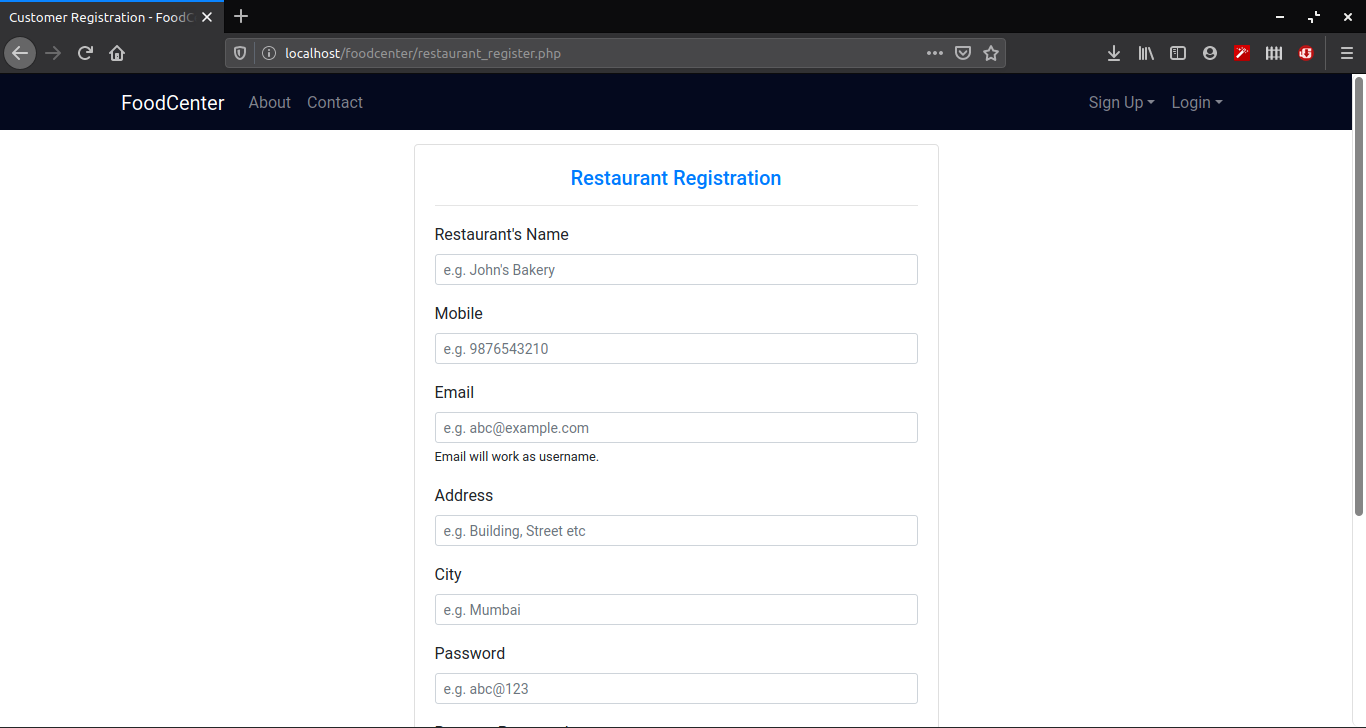 Customer Registration - FoodC
localhost/foodcenter/restaurant_register.php
FoodCenter About Contact Sign Up Login
Restaurant Registration
Restaurant's Name
e.g. John's Bakery
Mobile
e.g. 9876543210
Email
e.g. abc@example.com
Email will work as username.
Address
e.g. Building, Street etc
City
e.g. Mumbai
Password
e.g. abc@123